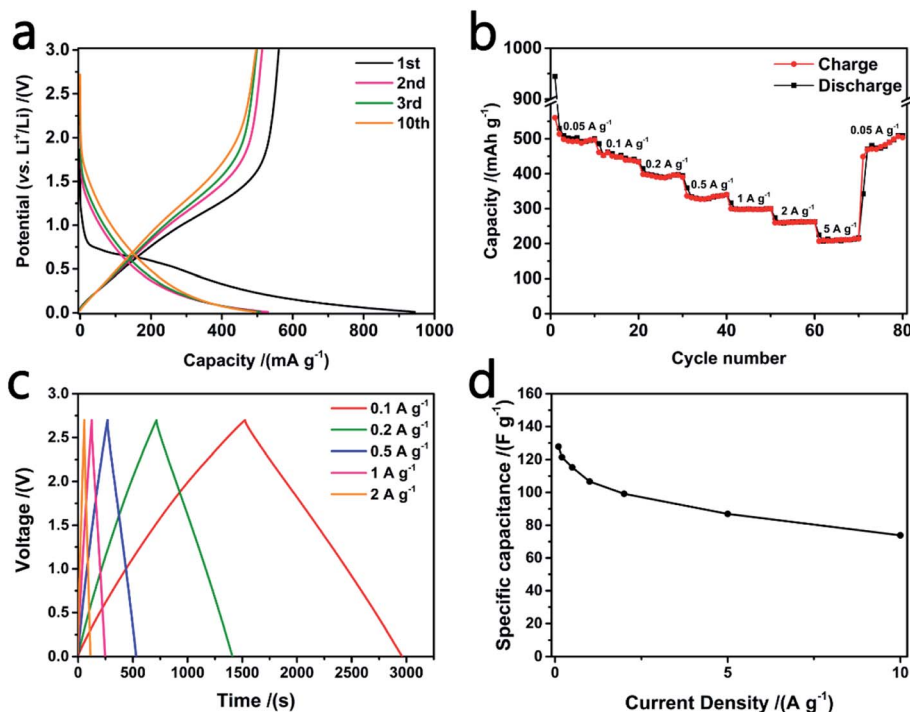 a
3.0
2.5
2.0
1.5
1.0
0.5
0.0
Potential (vs. Li⁺/Li) /(V)
1st
2nd
3rd
10th
0 200 400 600 800 1000
Capacity /(mA g⁻¹)
b
1000
900
500
400
300
200
100
0
Capacity /(mAh g⁻¹)
Charge
Discharge
0.05 A g⁻¹
0.1 A g⁻¹
0.2 A g⁻¹
0.5 A g⁻¹
1 A g⁻¹
2 A g⁻¹
5 A g⁻¹
0.05 A g⁻¹
0 20 40 60 80
Cycle number
c
3.0
2.5
2.0
1.5
1.0
0.5
0.0
Voltage /(V)
0.1 A g⁻¹
0.2 A g⁻¹
0.5 A g⁻¹
1 A g⁻¹
2 A g⁻¹
0 500 1000 1500 2000 2500 3000
Time /(s)
d
160
140
120
100
80
60
40
20
0
Specific capacitance /(F g⁻¹)
0 5 10
Current Density /(A g⁻¹)